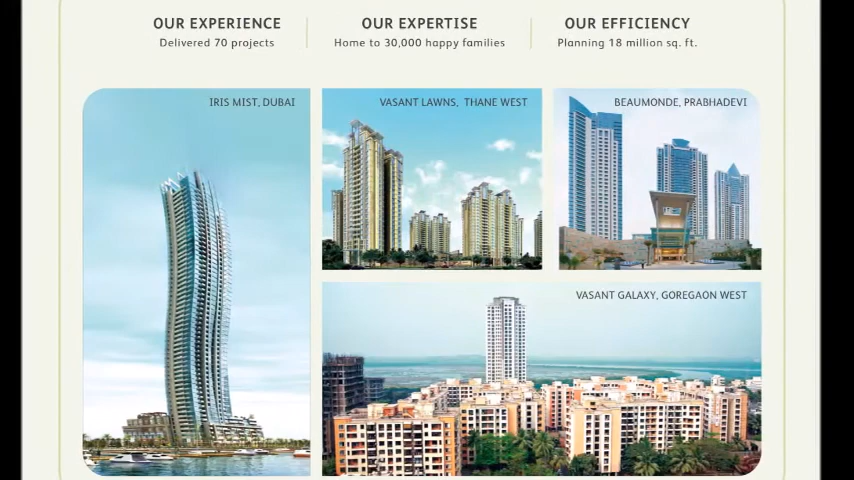 OUR EXPERIENCE
Delivered 70 projects
OUR EXPERTISE
Home to 30,000 happy families
OUR EFFICIENCY
Planning 18 million sq. ft.
IRIS MIST, DUBAI
VASANT LAWNS, THANE WEST
BEAUMONDE, PRABHADEVI
VASANT GALAXY, GOREGAON WEST